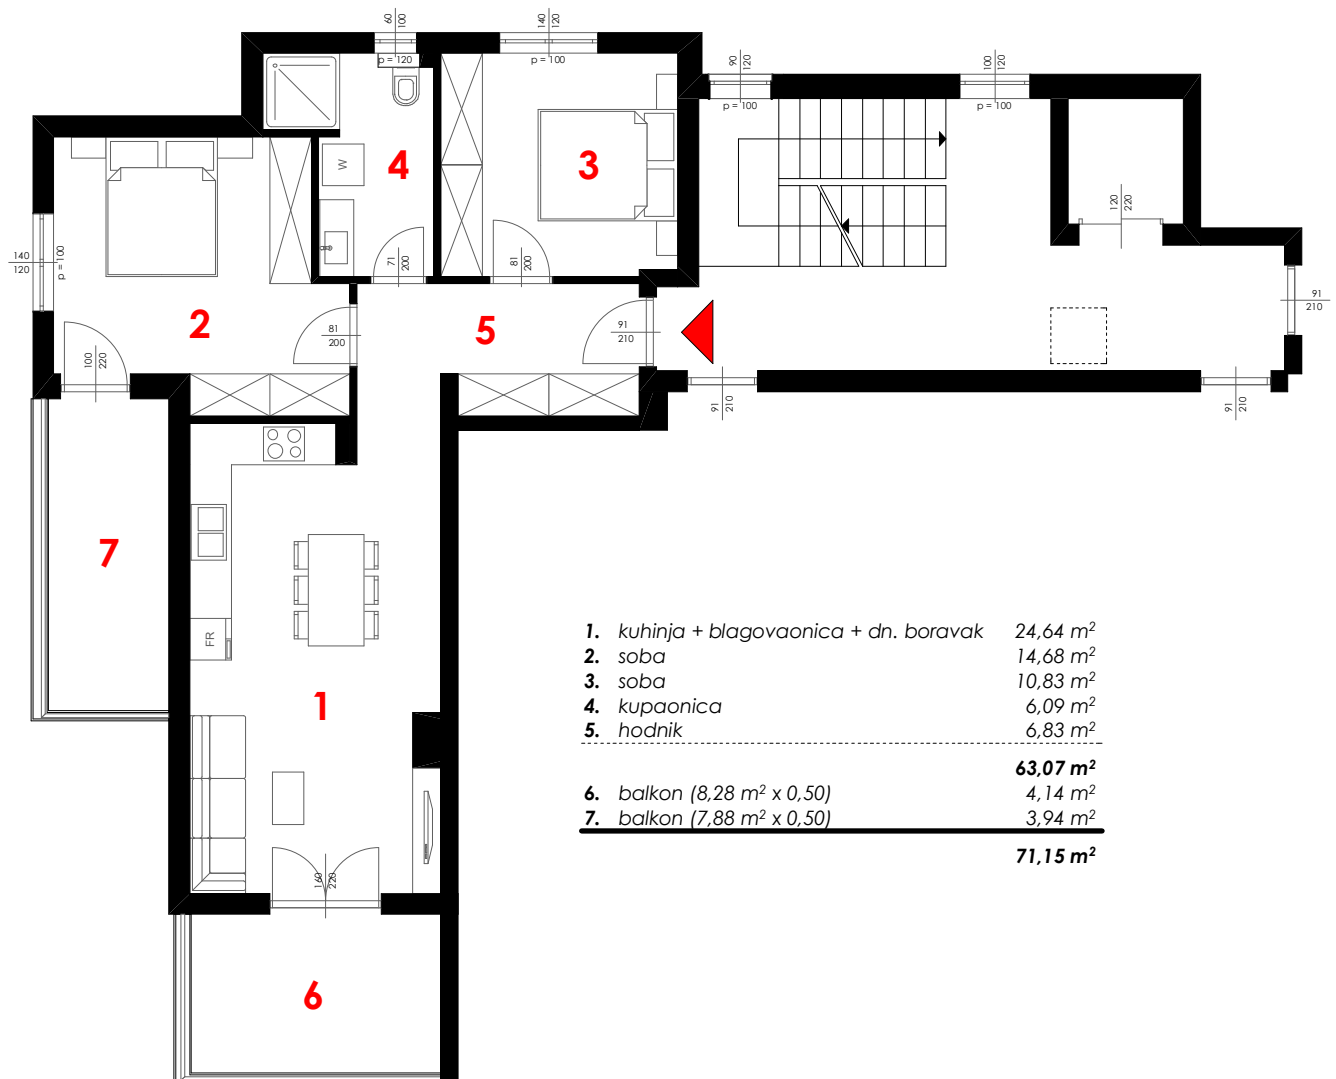 60
100
p = 120
140
120
p = 100
90
120
p = 100
100
120
p = 100
W
4
3
120
220
140
120
p = 100
71
200
81
200
91
210
2
81
200
5
91
210
100
220
91
210
91
210
7
FR
1
1. kuhinja + blagovaonica + dn. boravak 24,64 m²
2. soba 14,68 m²
3. soba 10,83 m²
4. kupaonica 6,09 m²
5. hodnik 6,83 m²
63,07 m²
6. balkon (8,28 m² x 0,50) 4,14 m²
7. balkon (7,88 m² x 0,50) 3,94 m²
71,15 m²
160
220
6